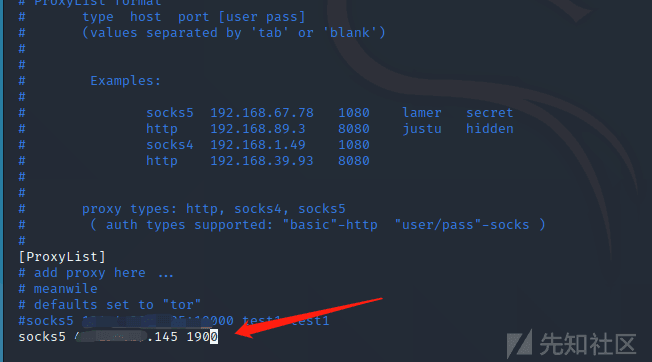 # ProxyList format
#       type  host  port [user pass]
#       (values separated by 'tab' or 'blank')
#
#
#        Examples:
#
#               socks5  192.168.67.78   1080    lamer   secret
#               http    192.168.89.3    8080    justu   hidden
#               socks4  192.168.1.49    1080
#               http    192.168.39.93   8080
#
#
#       proxy types: http, socks4, socks5
#        ( auth types supported: "basic"-http  "user/pass"-socks )
#
[ProxyList]
# add proxy here ...
# meanwile
# defaults set to "tor"
#socks5 test1 test1
socks5 .145 1900
先知社区